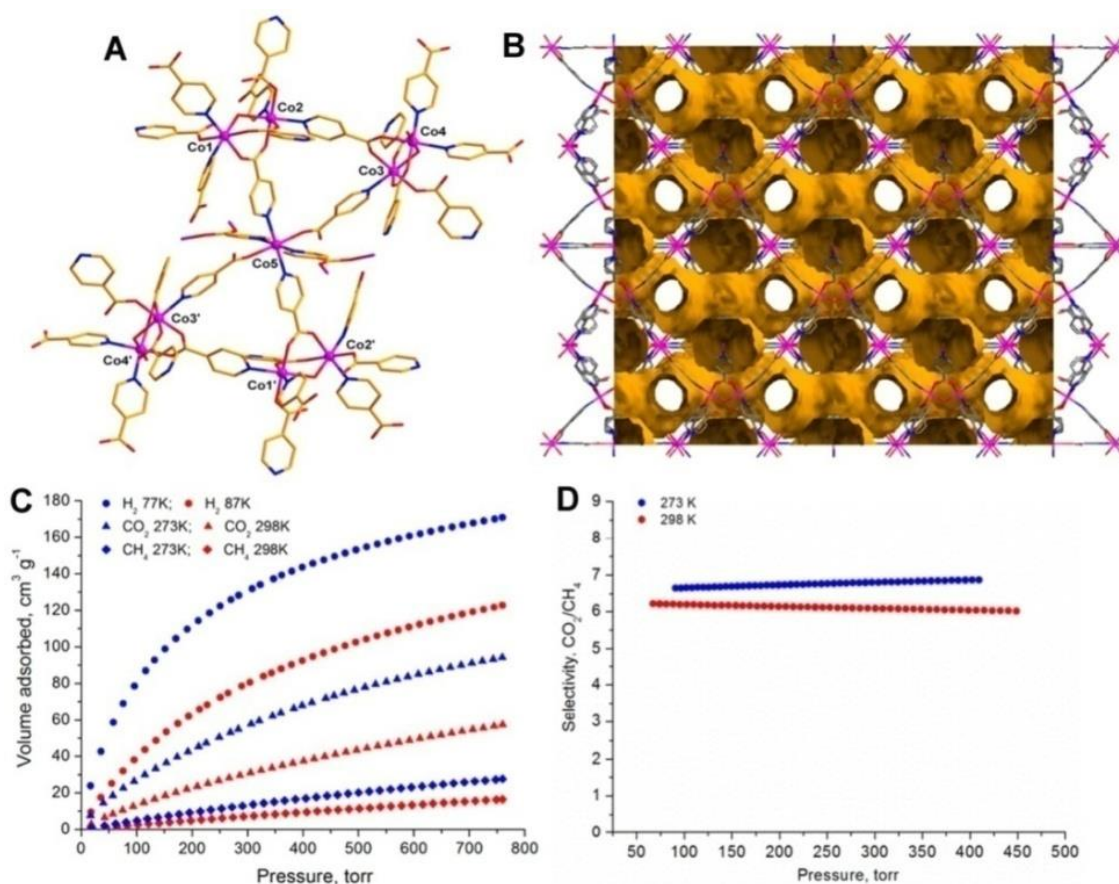 A
Co2
Co1
Co4
Co3
Co5
Co3'
Co4'
Co2'
Co1'
B
C
H₂ 77K; H₂ 87K
CO₂ 273K; CO₂ 298K
CH₄ 273K; CH₄ 298K
180
160
140
120
100
80
60
40
20
0
Volume adsorbed, cm³ g⁻¹
0 100 200 300 400 500 600 700 800
Pressure, torr
D
273 K
298 K
9
8
7
6
5
4
3
2
1
0
Selectivity, CO₂/CH₄
50 100 150 200 250 300 350 400 450 500
Pressure, torr